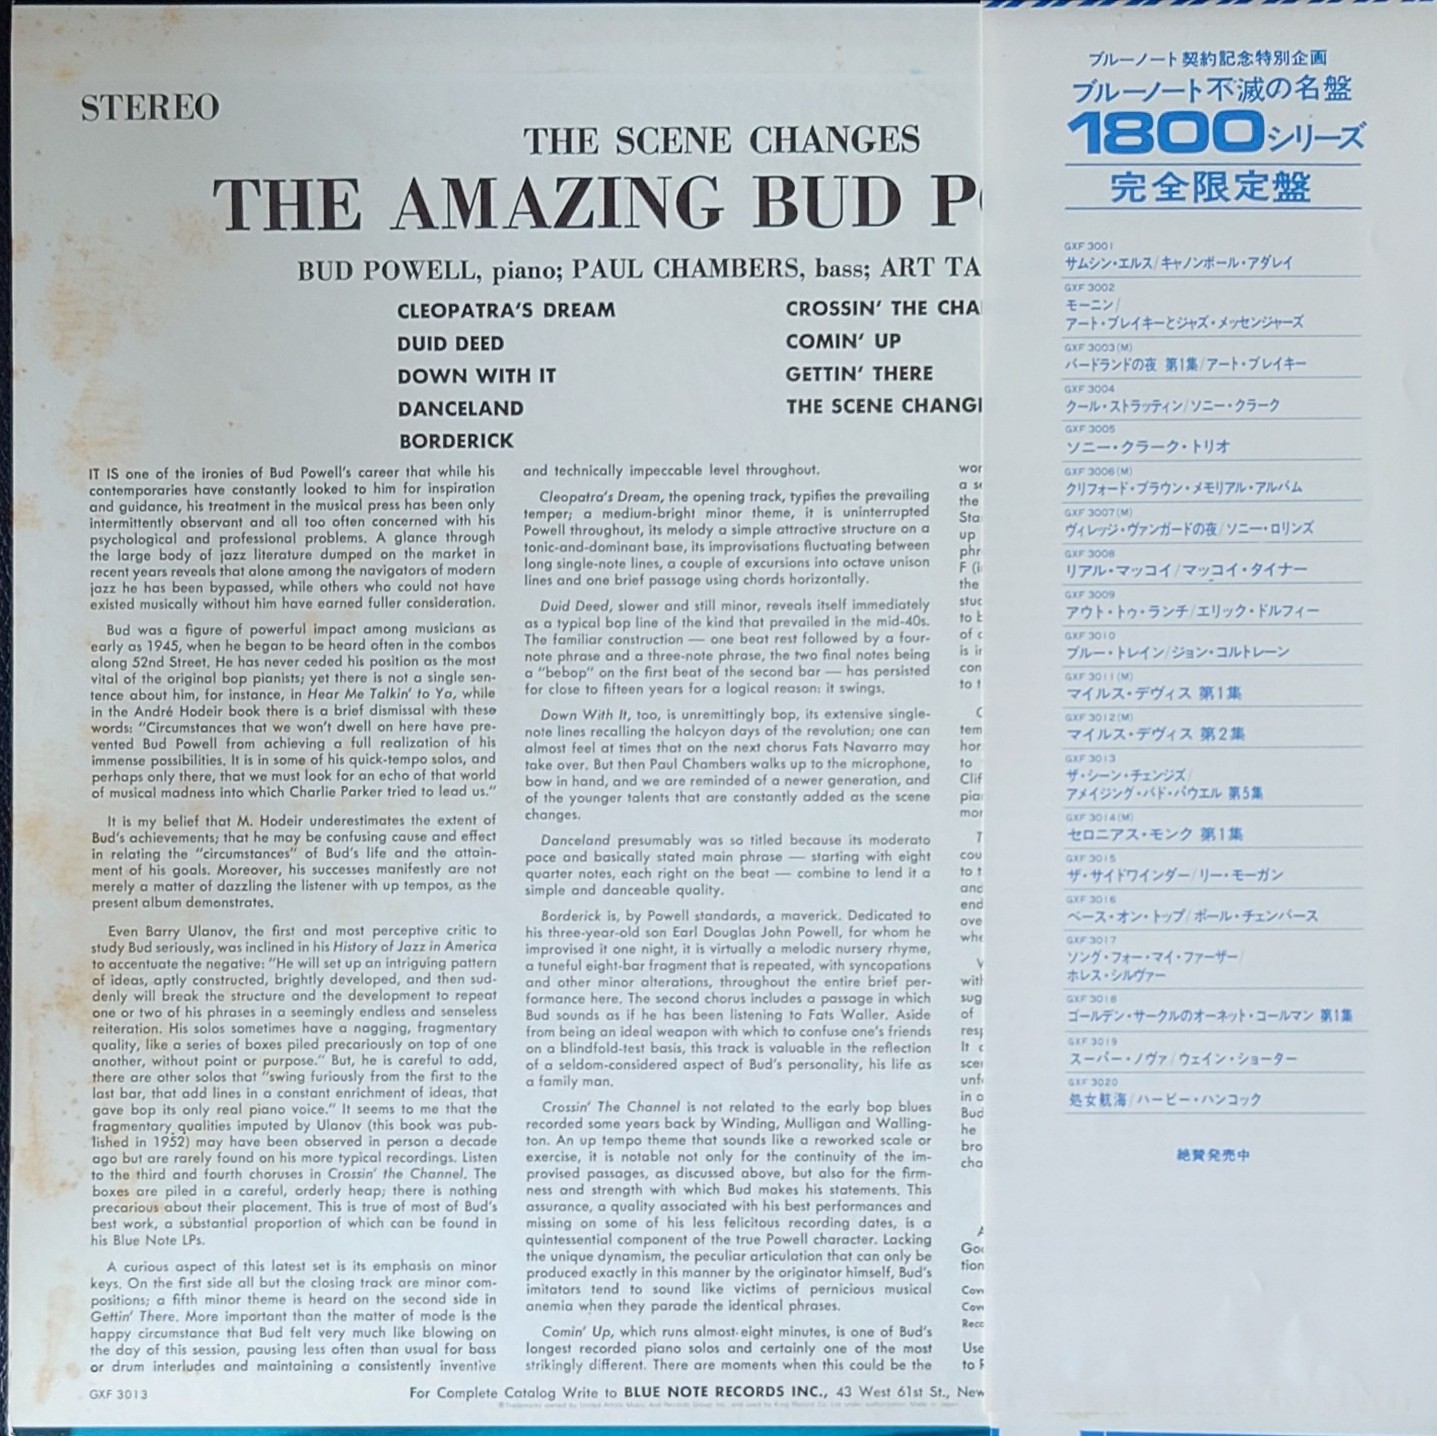 STEREO
THE SCENE CHANGES
THE AMAZING BUD
BUD POWELL, piano; PAUL CHAMBERS, bass; ART
CLEOPATRA'S DREAM
DUID DEED
DOWN WITH IT
DANCELAND
BORDERICK
CROSSIN' THE
COMIN' UP
GETTIN' THERE
THE SCENE
IT IS one of the ironies of Bud Powell's career that while his
contemporaries have constantly looked to him for inspiration
and guidance, his treatment in the musical press has been only
intermittently observant and all too often concerned with his
psychological and professional problems. A glance through
the large body of jazz literature dumped on the market in
recent years reveals that alone among the navigators of modern
jazz he has been bypassed, while others who could not have
existed musically without him have earned fuller consideration.
Bud was a figure of powerful impact among musicians as
early as 1945, when he began to be heard often in the combos
along 52nd Street. He has never ceded his position as the most
vital of the original bop pianists; yet there is not a single sen-
tence about him, for instance, in Hear Me Talkin' to Ya, while
in the André Hodeir book there is a brief dismissal with these
words: "Circumstances that we won't dwell on here have pre-
vented Bud Powell from achieving a full realization of his
immense possibilities. It is in some of his quick-tempo solos, and
perhaps only there, that we must look for an echo of that world
of musical madness into which Charlie Parker tried to lead us."
It is my belief that M. Hodeir underestimates the extent of
Bud's achievements; that he may be confusing cause and effect
in relating the "circumstances" of Bud's life and the attain-
ment of his goals. Moreover, his successes manifestly are not
merely a matter of dazzling the listener with up tempos, as the
present album demonstrates.
Even Barry Ulanov, the first and most perceptive critic to
study Bud seriously, was inclined in his History of Jazz in America
to accentuate the negative: "He will set up an intriguing pattern
of ideas, aptly constructed, brightly developed, and then sud-
denly will break the structure and the development to repeat
one or two of his phrases in a seemingly endless and senseless
reiteration. His solos sometimes have a nagging, fragmentary
quality, like a series of boxes piled precariously on top of one
another, without point or purpose." But, he is careful to add,
there are other solos that "swing furiously from the first to the
last bar, that add lines in a constant enrichment of ideas, that
gave bop its only real piano voice." It seems to me that the
fragmentary qualities imputed by Ulanov (this book was pub-
lished in 1952) may have been observed in person a decade
ago but are rarely found on his more typical recordings. Listen
to the third and fourth choruses in Crossin' the Channel. The
boxes are piled in a careful, orderly heap; there is nothing
precarious about their placement. This is true of most of Bud's
best work, a substantial proportion of which can be found in
his Blue Note LPs.
A curious aspect of this latest set is its emphasis on minor
keys. On the first side all but the closing track are minor com-
positions; a fifth minor theme is heard on the second side in
Gettin' There. More important than the matter of mode is the
happy circumstance that Bud felt very much like blowing on
the day of this session, pausing less often than usual for bass
or drum interludes and maintaining a consistently inventive
and technically impeccable level throughout.
Cleopatra's Dream, the opening track, typifies the prevailing
temper; a medium-bright minor theme, it is uninterrupted
Powell throughout, its melody a simple attractive structure on a
tonic-and-dominant base, its improvisations fluctuating between
long single-note lines, a couple of excursions into octave unison
lines and one brief passage using chords horizontally.
Duid Deed, slower and still minor, reveals itself immediately
as a typical bop line of the kind that prevailed in the mid-40s.
The familiar construction — one beat rest followed by a four-
note phrase and a three-note phrase, the two final notes being
a "bebop" on the first beat of the second bar — has persisted
for close to fifteen years for a logical reason: it swings.
Down With It, too, is unremittingly bop, its extensive single-
note lines recalling the halcyon days of the revolution; one can
almost feel at times that on the next chorus Fats Navarro may
take over. But then Paul Chambers walks up to the microphone,
bow in hand, and we are reminded of a newer generation, and
of the younger talents that are constantly added as the scene
changes.
Danceland presumably was so titled because its moderato
pace and basically stated main phrase — starting with eight
quarter notes, each right on the beat — combine to lend it a
simple and danceable quality.
Borderick is, by Powell standards, a maverick. Dedicated to
his three-year-old son Earl Douglas John Powell, for whom he
improvised it one night, it is virtually a melodic nursery rhyme,
a tuneful eight-bar fragment that is repeated, with syncopations
and other minor alterations, throughout the entire brief per-
formance here. The second chorus includes a passage in which
Bud sounds as if he has been listening to Fats Waller. Aside
from being an ideal weapon with which to confuse one's friends
on a blindfold-test basis, this track is valuable in the reflection
of a seldom-considered aspect of Bud's personality, his life as
a family man.
Crossin' The Channel is not related to the early bop blues
recorded some years back by Winding, Mulligan and Walling-
ton. An up tempo theme that sounds like a reworked scale or
exercise, it is notable not only for the continuity of the im-
provised passages, as discussed above, but also for the firm-
ness and strength with which Bud makes his statements. This
assurance, a quality associated with his best performances and
missing on some of his less felicitous recording dates, is a
quintessential component of the true Powell character. Lacking
the unique dynamism, the peculiar articulation that can only be
produced exactly in this manner by the originator himself, Bud's
imitators tend to sound like victims of pernicious musical
anemia when they parade the identical phrases.
Comin' Up, which runs almost eight minutes, is one of Bud's
longest recorded piano solos and certainly one of the most
strikingly different. There are moments when this could be the
GXF 3013
For Complete Catalog Write to BLUE NOTE RECORDS INC., 43 West 61st St., New
ブルーノート契約記念特別企画
ブルーノート不滅の名盤
1800シリーズ
完全限定盤
GXF 3001
サムシン・エルス/キャノンボール・アダレイ
GXF 3002
モーニン/
アート・ブレイキーとジャズ・メッセンジャーズ
GXF 3003(M)
バードランドの夜 第1集/アート・ブレイキー
GXF 3004
クール・ストラッティン/ソニー・クラーク
GXF 3005
ソニー・クラーク・トリオ
GXF 3006(M)
クリフォード・ブラウン・メモリアル・アルバム
GXF 3007(M)
ヴィレッジ・ヴァンガードの夜/ソニー・ロリンズ
GXF 3008
リアル・マッコイ/マッコイ・タイナー
GXF 3009
アウト・トゥ・ランチ/エリック・ドルフィー
GXF 3010
ブルー・トレイン/ジョン・コルトレーン
GXF 3011(M)
マイルス・デヴィス 第1集
GXF 3012(M)
マイルス・デヴィス 第2集
GXF 3013
ザ・シーン・チェンジズ/
アメイジング・バド・パウエル 第5集
GXF 3014(M)
セロニアス・モンク 第1集
GXF 3015
ザ・サイドワインダー/リー・モーガン
GXF 3016
ベース・オン・トップ/ポール・チェンバース
GXF 3017
ソング・フォー・マイ・ファーザー/
ホレス・シルヴァー
GXF 3018
ゴールデン・サークルのオーネット・コールマン 第1集
GXF 3019
スーパー・ノヴァ/ウェイン・ショーター
GXF 3020
処女航海/ハービー・ハンコック
絶賛発売中